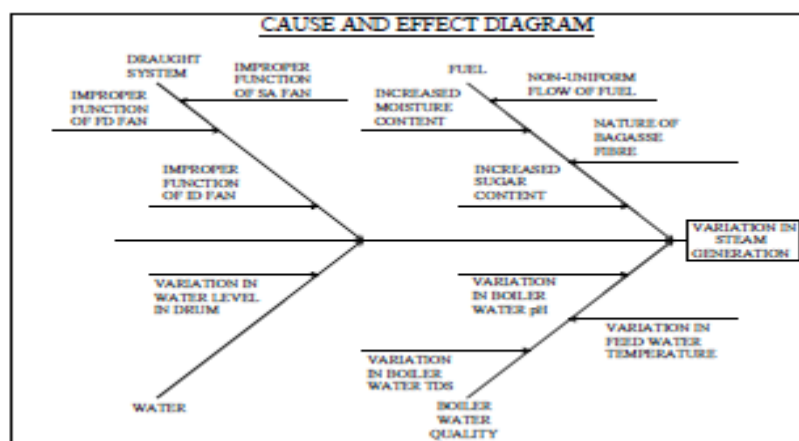 CAUSE AND EFFECT DIAGRAM
DRAUGHT
SYSTEM
IMPROPER
FUNCTION
OF SA FAN
IMPROPER
FUNCTION
OF FD FAN
IMPROPER
FUNCTION
OF ID FAN
FUEL
NON-UNIFORM
FLOW OF FUEL
INCREASED
MOISTURE
CONTENT
NATURE OF
BAGASSE
FIBRE
INCREASED
SUGAR
CONTENT
VARIATION IN
STEAM
GENERATION
VARIATION IN
WATER LEVEL
IN DRUM
WATER
VARIATION
IN BOILER
WATER pH
VARIATION IN
FEED WATER
TEMPERATURE
VARIATION
IN BOILER
WATER TDS
BOILER
WATER
QUALITY